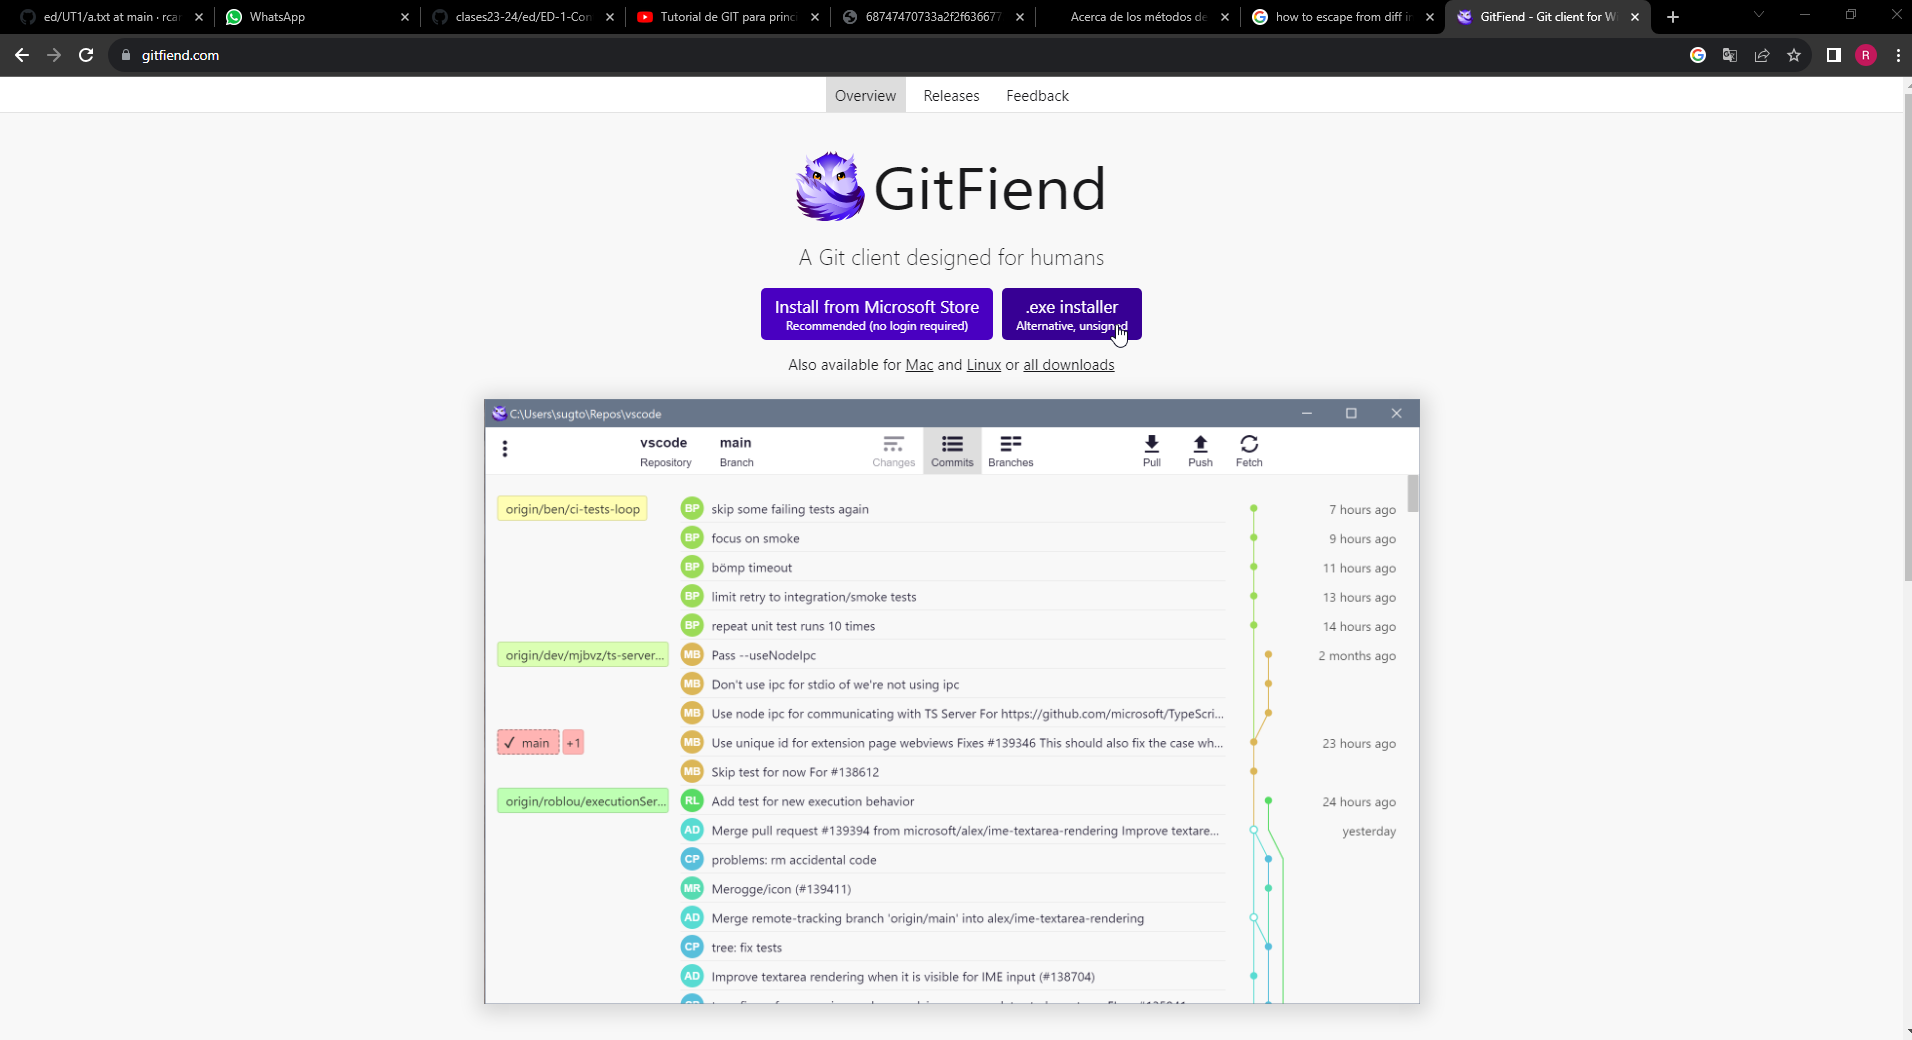 ed/UT1/a.txt at main · rcar
WhatsApp
clases23-24/ed/ED-1-Con
Tutorial de GIT para princi
68747470733a2f2f636677
Acerca de los métodos de
how to escape from diff in
GitFiend - Git client for W
gitfiend.com
R
Overview
Releases
Feedback
GitFiend
A Git client designed for humans
Install from Microsoft Store
Recommended (no login required)
.exe installer
Alternative, unsigned
Also available for Mac and Linux or all downloads
C:\Users\sugto\Repos\vscode
vscode
Repository
main
Branch
Changes
Commits
Branches
Pull
Push
Fetch
origin/ben/ci-tests-loop BP skip some failing tests again 7 hours ago
BP focus on smoke 9 hours ago
BP bömp timeout 11 hours ago
BP limit retry to integration/smoke tests 13 hours ago
BP repeat unit test runs 10 times 14 hours ago
origin/dev/mjbvz/ts-server... MB Pass --useNodeIpc 2 months ago
MB Don't use ipc for stdio of we're not using ipc
MB Use node ipc for communicating with TS Server For https://github.com/microsoft/TypeScri...
✓ main +1 MB Use unique id for extension page webviews Fixes #139346 This should also fix the case wh... 23 hours ago
MB Skip test for now For #138612
origin/roblou/executionSer... RL Add test for new execution behavior 24 hours ago
AD Merge pull request #139394 from microsoft/alex/ime-textarea-rendering Improve textare... yesterday
CP problems: rm accidental code
MR Merogge/icon (#139411)
AD Merge remote-tracking branch 'origin/main' into alex/ime-textarea-rendering
CP tree: fix tests
AD Improve textarea rendering when it is visible for IME input (#138704)